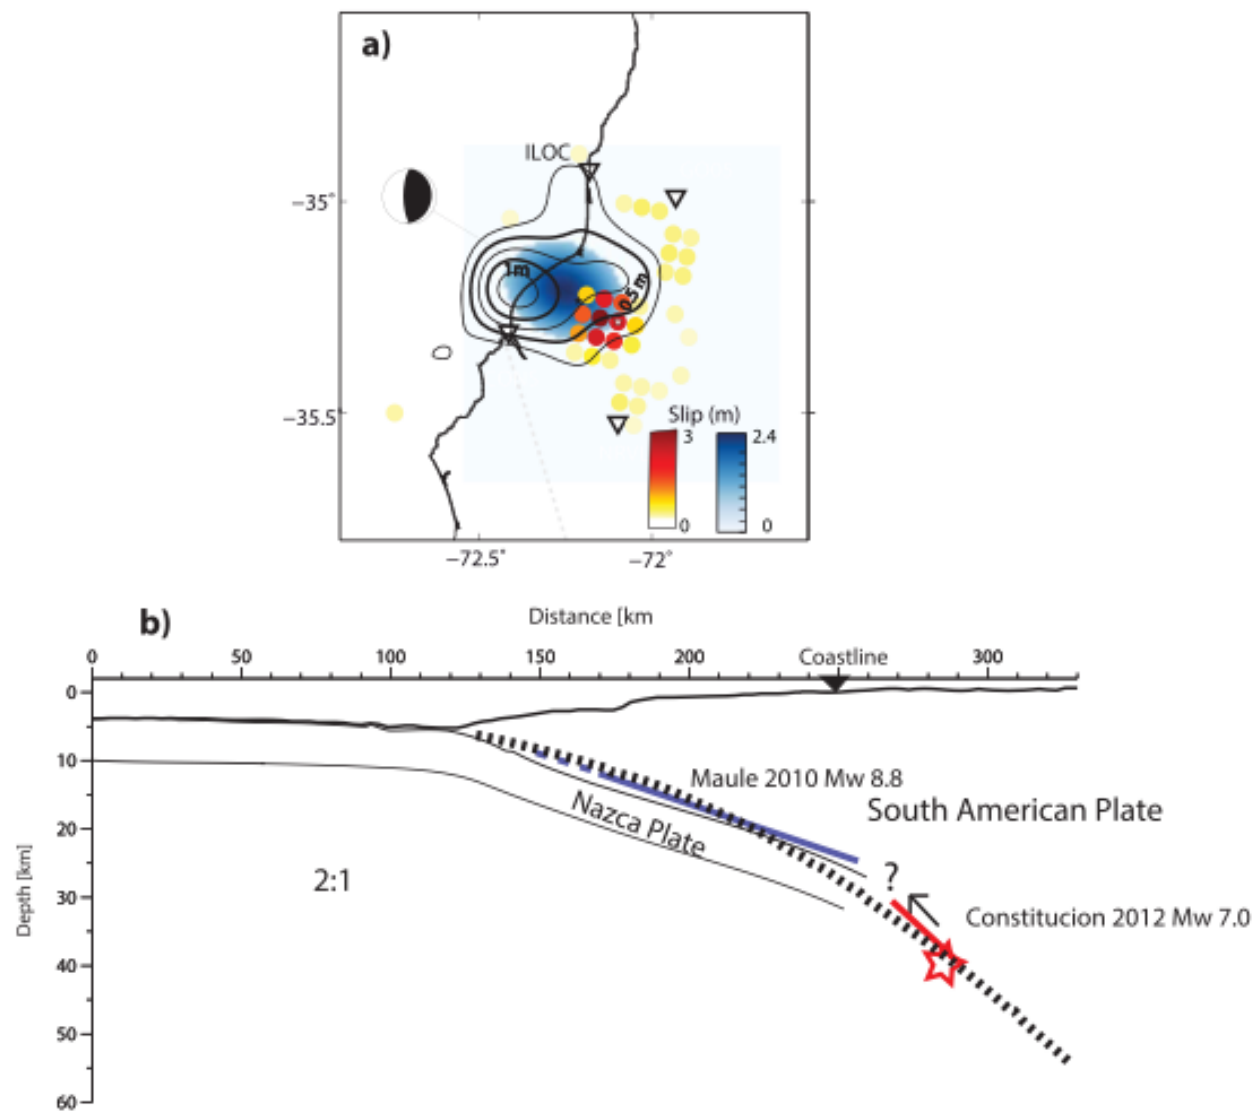 a)
ILOC
−35°
1m
0.5 m
−35.5°
Slip (m)
3
2.4
0
0
−72.5°
−72°
b)
Distance [km
0
50
100
150
200
Coastline
300
0
10
Maule 2010 Mw 8.8
South American Plate
Nazca Plate
20
2:1
?
30
Constitucion 2012 Mw 7.0
Depth [km]
40
50
60